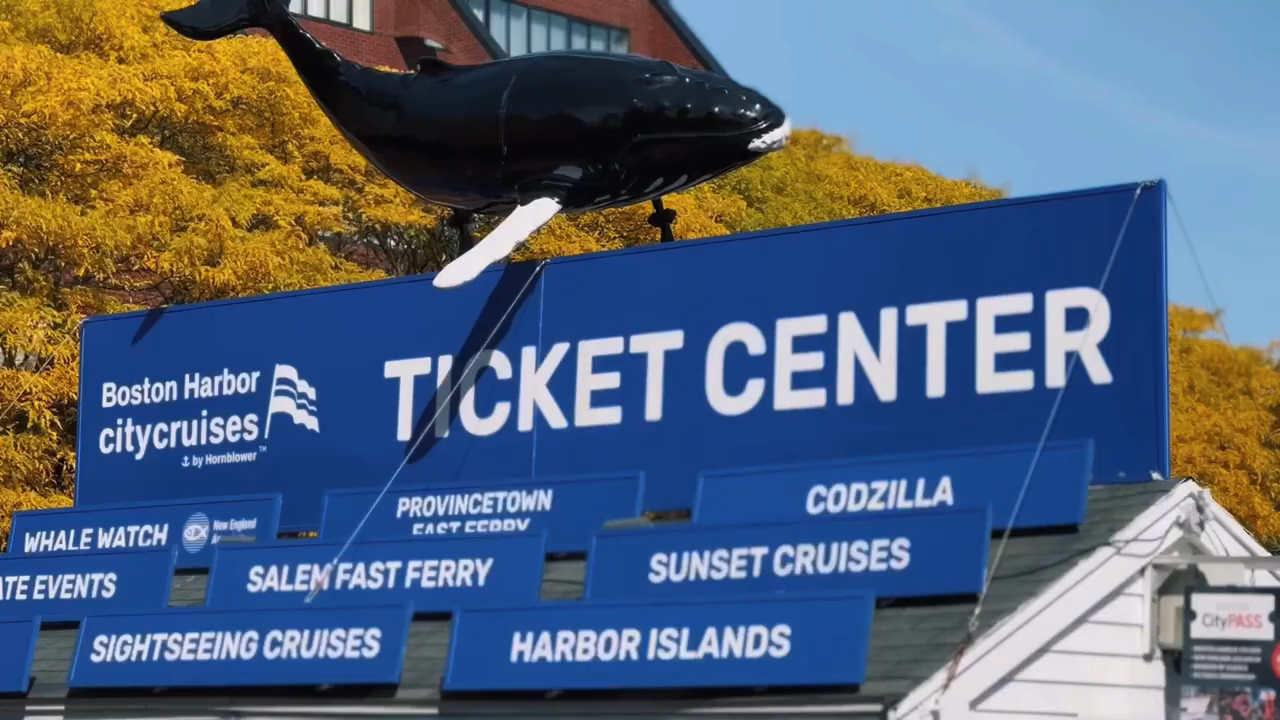 Boston Harbor
citycruises
by Hornblower™
TICKET CENTER
WHALE WATCH
New England
PROVINCETOWN
FAST FERRY
CODZILLA
ATE EVENTS
SALEM FAST FERRY
SUNSET CRUISES
SIGHTSEEING CRUISES
HARBOR ISLANDS
CityPASS